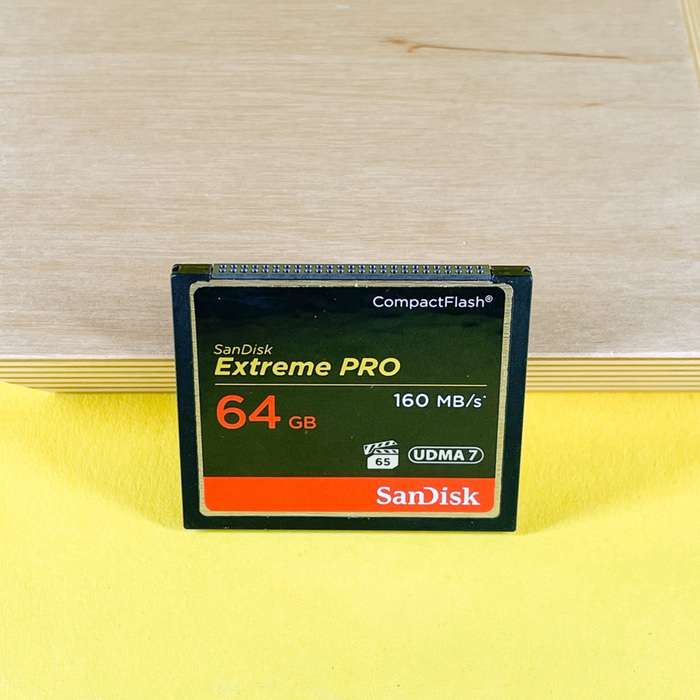 CompactFlash®
SanDisk
Extreme PRO
64 GB
160 MB/s*
65
UDMA 7
SanDisk